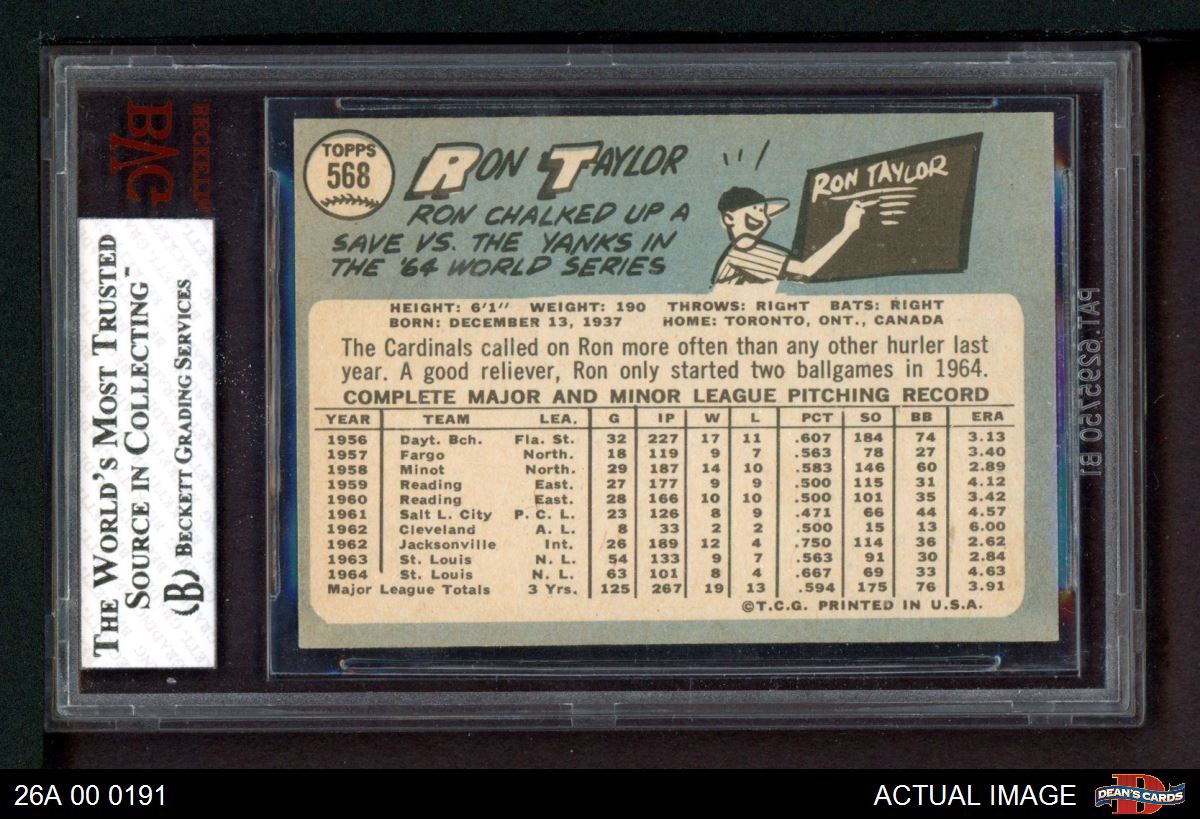 BECKETT
BVG
THE WORLD'S MOST TRUSTED
SOURCE IN COLLECTING™
B BECKETT GRADING SERVICES
TOPPS
568
RON TAYLOR
RON CHALKED UP A
SAVE VS. THE YANKS IN
THE '64 WORLD SERIES
RON TAYLOR
HEIGHT: 6'1" WEIGHT: 190 THROWS: RIGHT BATS: RIGHT
BORN: DECEMBER 13, 1937 HOME: TORONTO, ONT., CANADA
The Cardinals called on Ron more often than any other hurler last
year. A good reliever, Ron only started two ballgames in 1964.
COMPLETE MAJOR AND MINOR LEAGUE PITCHING RECORD
YEAR TEAM LEA. G IP W L PCT SO BB ERA
1956 Dayt. Bch. Fla. St. 32 227 17 11 .607 184 74 3.13
1957 Fargo North. 18 119 9 7 .563 78 27 3.40
1958 Minot North. 29 187 14 10 .583 146 60 2.89
1959 Reading East. 27 177 9 9 .500 115 31 4.12
1960 Reading East. 28 166 10 10 .500 101 35 3.42
1961 Salt L. City P. C. L. 23 126 8 9 .471 66 44 4.57
1962 Cleveland A. L. 8 33 2 2 .500 15 13 6.00
1962 Jacksonville Int. 26 189 12 4 .750 114 36 2.62
1963 St. Louis N. L. 54 133 9 7 .563 91 30 2.84
1964 St. Louis N. L. 63 101 8 4 .667 69 33 4.63
Major League Totals 3 Yrs. 125 267 19 13 .594 175 76 3.91
©T.C.G. PRINTED IN U.S.A.
PAT. 6295750 B1
26A 00 0191
ACTUAL IMAGE
D
DEAN'S CARDS